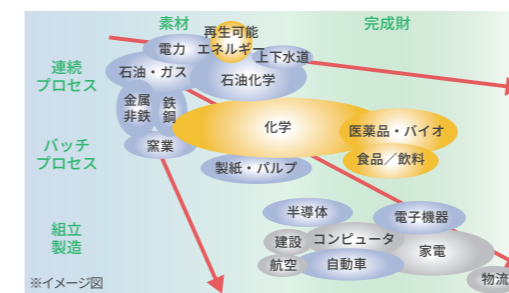 素材
完成財
再生可能
エネルギー
電力
上下水道
連続
プロセス
石油・ガス
石油化学
金属
非鉄
鉄
鋼
化学
医薬品・バイオ
食品／飲料
バッチ
プロセス
窯業
製紙・パルプ
半導体
電子機器
組立
製造
建設
コンピュータ
家電
航空
自動車
物流
※イメージ図